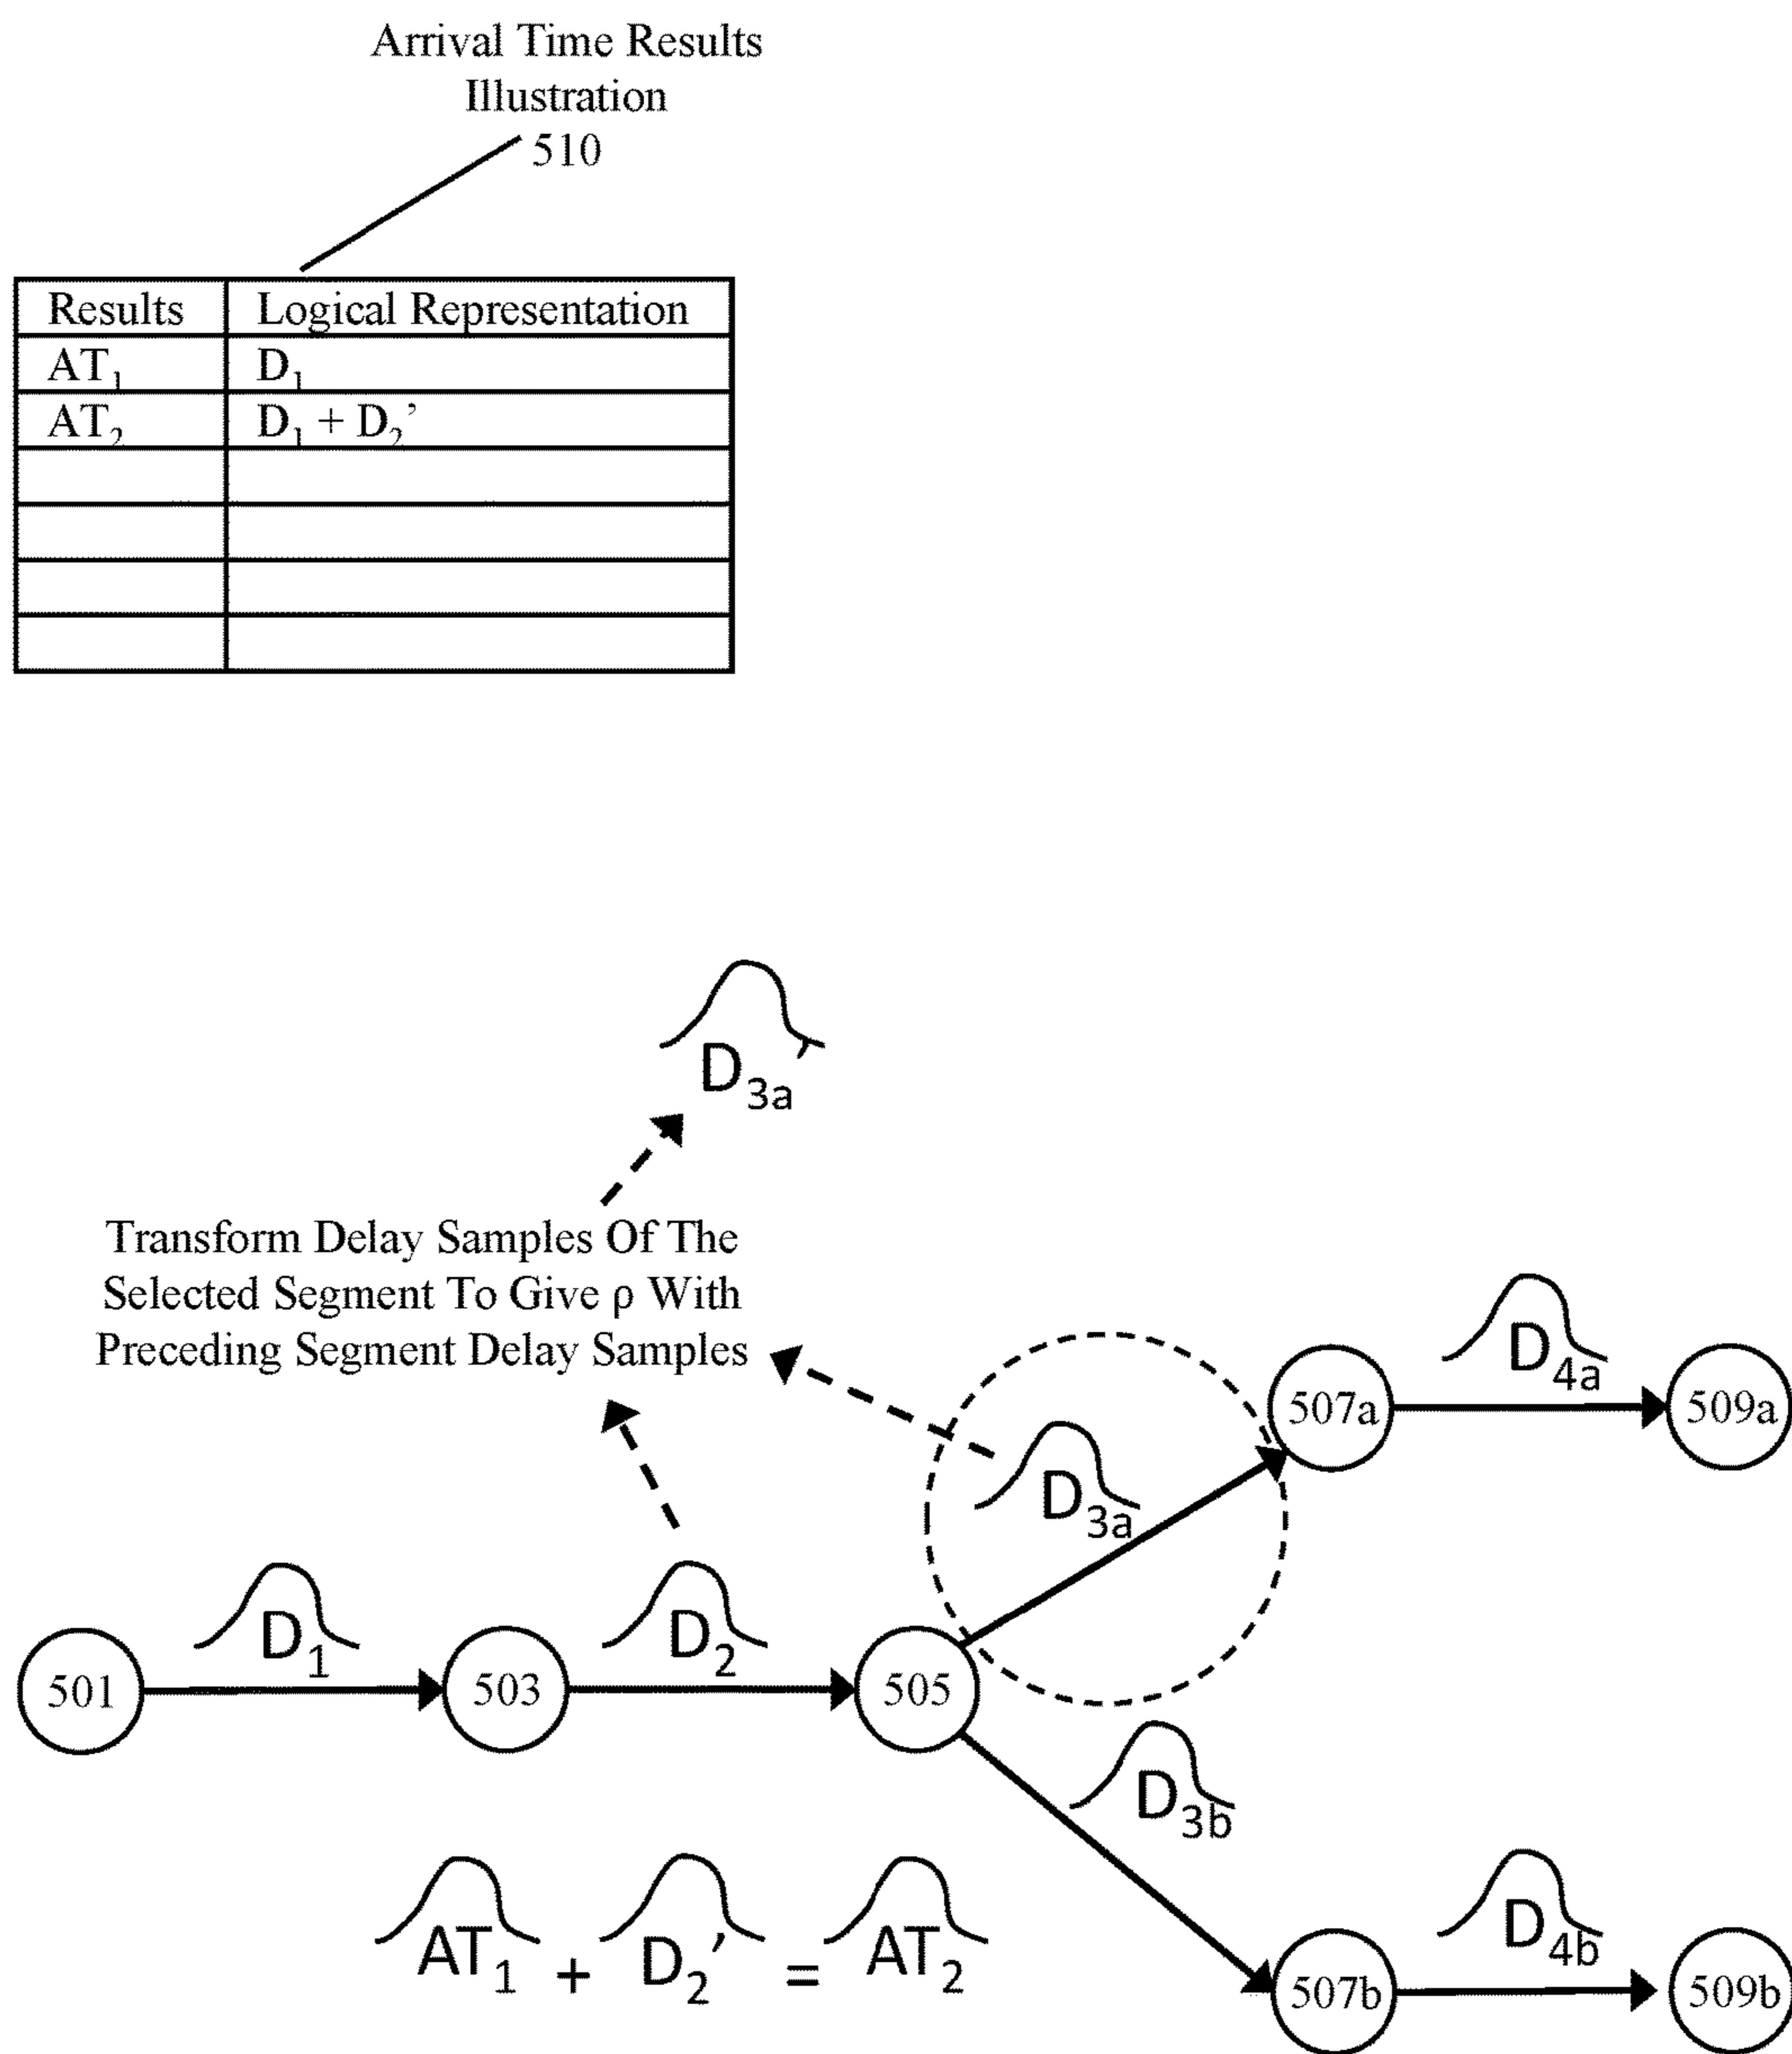 Arrival Time Results
Illustration
510
Results Logical Representation
AT₁ D₁
AT₂ D₁ + D₂’
D₃ₐ’
Transform Delay Samples Of The
Selected Segment To Give ρ With
Preceding Segment Delay Samples
D₄ₐ
507a 509a
D₃ₐ
D₁ D₂
501 503 505
D₃b
D₄b
AT₁ + D₂’ = AT₂
507b 509b